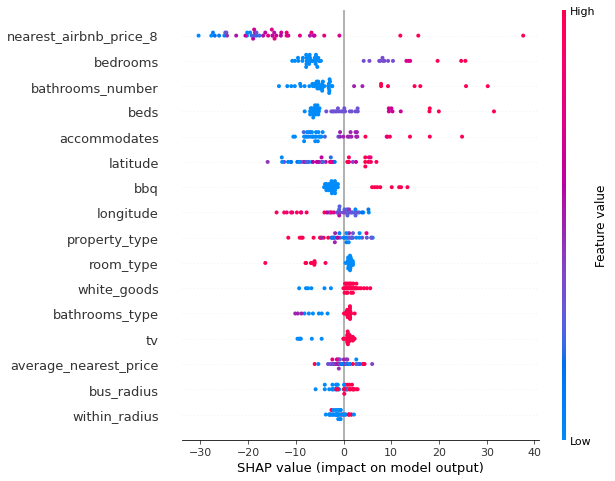 High
nearest_airbnb_price_8
bedrooms
bathrooms_number
beds
accommodates
latitude
bbq
longitude
property_type
room_type
white_goods
bathrooms_type
tv
average_nearest_price
bus_radius
within_radius
Feature value
Low
−30 −20 −10 0 10 20 30 40
SHAP value (impact on model output)